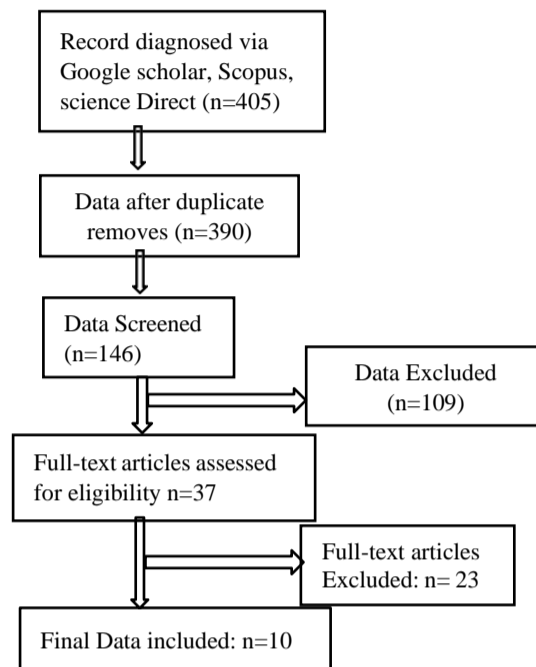 Record diagnosed via
Google scholar, Scopus,
science Direct (n=405)
Data after duplicate
removes (n=390)
Data Screened
(n=146)
Data Excluded
(n=109)
Full-text articles assessed
for eligibility n=37
Full-text articles
Excluded: n= 23
Final Data included: n=10